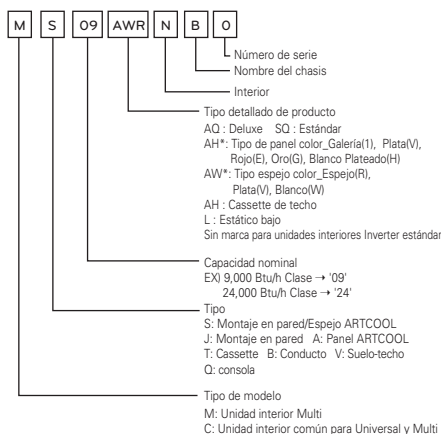 M S 09 AWR N B 0
Número de serie
Nombre del chasis
Interior
Tipo detallado de producto
AQ : Deluxe SQ : Estándar
AH*: Tipo de panel color_Galería(1), Plata(V),
Rojo(E), Oro(G), Blanco Plateado(H)
AW*: Tipo espejo color_Espejo(R),
Plata(V), Blanco(W)
AH : Cassette de techo
L : Estático bajo
Sin marca para unidades interiores Inverter estándar
Capacidad nominal
EX) 9,000 Btu/h Clase → '09'
24,000 Btu/h Clase → '24'
Tipo
S: Montaje en pared/Espejo ARTCOOL
J: Montaje en pared A: Panel ARTCOOL
T: Cassette B: Conducto V: Suelo-techo
Q: consola
Tipo de modelo
M: Unidad interior Multi
C: Unidad interior común para Universal y Multi